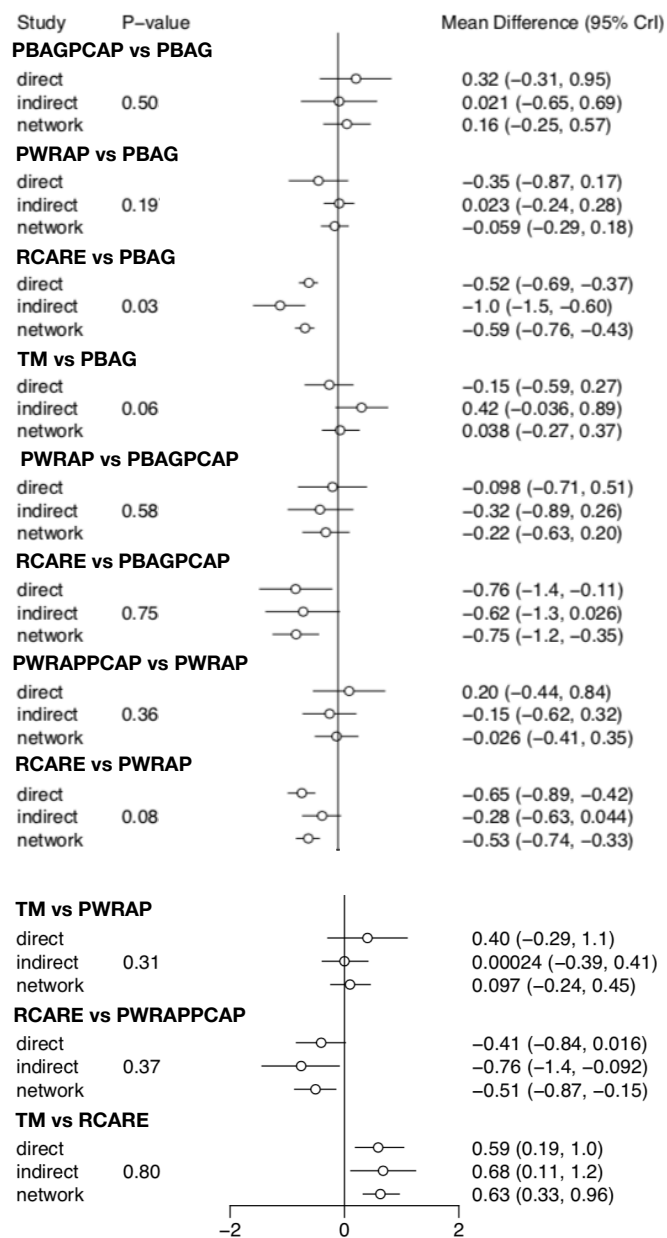 Study P-value Mean Difference (95% Crl)
PBAGPCAP vs PBAG
direct 0.32 (−0.31, 0.95)
indirect 0.50 0.021 (−0.65, 0.69)
network 0.16 (−0.25, 0.57)
PWRAP vs PBAG
direct −0.35 (−0.87, 0.17)
indirect 0.19 0.023 (−0.24, 0.28)
network −0.059 (−0.29, 0.18)
RCARE vs PBAG
direct −0.52 (−0.69, −0.37)
indirect 0.03 −1.0 (−1.5, −0.60)
network −0.59 (−0.76, −0.43)
TM vs PBAG
direct −0.15 (−0.59, 0.27)
indirect 0.06 0.42 (−0.036, 0.89)
network 0.038 (−0.27, 0.37)
PWRAP vs PBAGPCAP
direct −0.098 (−0.71, 0.51)
indirect 0.58 −0.32 (−0.89, 0.26)
network −0.22 (−0.63, 0.20)
RCARE vs PBAGPCAP
direct −0.76 (−1.4, −0.11)
indirect 0.75 −0.62 (−1.3, 0.026)
network −0.75 (−1.2, −0.35)
PWRAPPCAP vs PWRAP
direct 0.20 (−0.44, 0.84)
indirect 0.36 −0.15 (−0.62, 0.32)
network −0.026 (−0.41, 0.35)
RCARE vs PWRAP
direct −0.65 (−0.89, −0.42)
indirect 0.08 −0.28 (−0.63, 0.044)
network −0.53 (−0.74, −0.33)
TM vs PWRAP
direct 0.40 (−0.29, 1.1)
indirect 0.31 0.00024 (−0.39, 0.41)
network 0.097 (−0.24, 0.45)
RCARE vs PWRAPPCAP
direct −0.41 (−0.84, 0.016)
indirect 0.37 −0.76 (−1.4, −0.092)
network −0.51 (−0.87, −0.15)
TM vs RCARE
direct 0.59 (0.19, 1.0)
indirect 0.80 0.68 (0.11, 1.2)
network 0.63 (0.33, 0.96)
−2 0 2